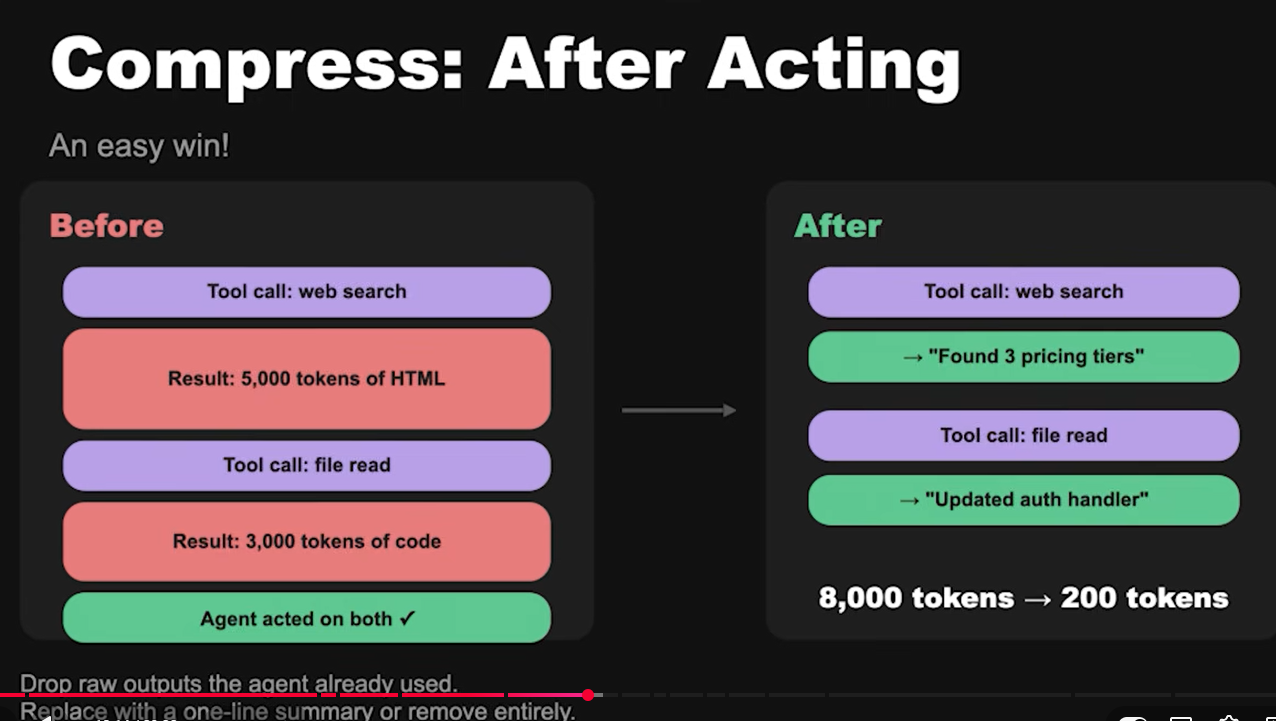 Compress: After Acting
An easy win!
Before
Tool call: web search
Result: 5,000 tokens of HTML
Tool call: file read
Result: 3,000 tokens of code
Agent acted on both ✓
After
Tool call: web search
→ "Found 3 pricing tiers"
Tool call: file read
→ "Updated auth handler"
8,000 tokens → 200 tokens
Drop raw outputs the agent already used.
Replace with a one-line summary or remove entirely.